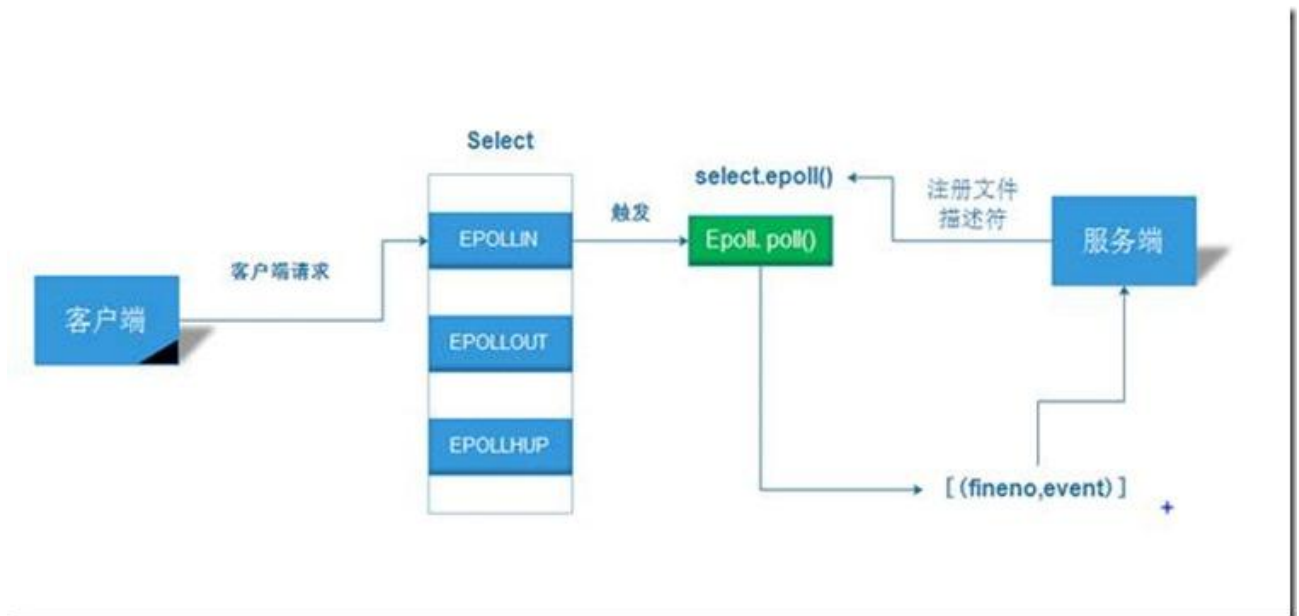 Select
select.epoll()
注册文件
描述符
触发
EPOLLIN
Epoll. poll()
服务端
客户端请求
客户端
EPOLLOUT
EPOLLHUP
[(fineno,event)]